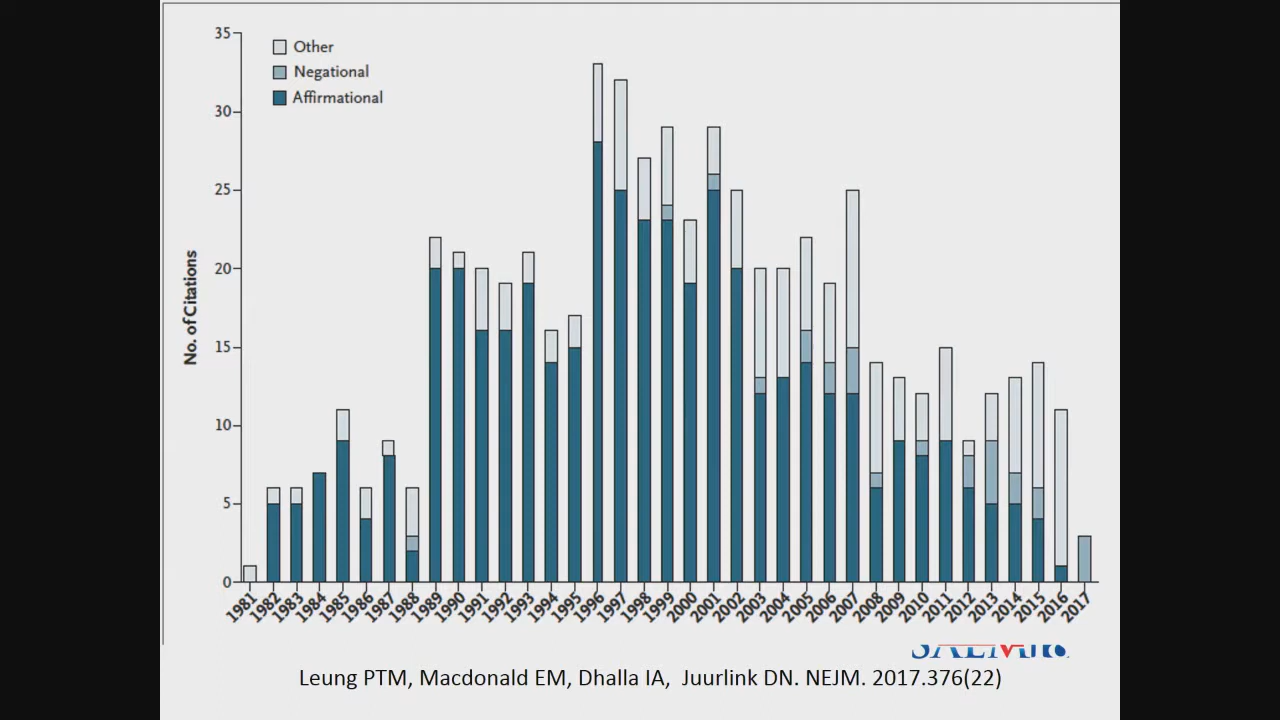 35
Other
Negational
Affirmational
30
25
20
15
10
5
0
No. of Citations
1981 1982 1983 1984 1985 1986 1987 1988 1989 1990 1991 1992 1993 1994 1995 1996 1997 1998 1999 2000 2001 2002 2003 2004 2005 2006 2007 2008 2009 2010 2011 2012 2013 2014 2015 2016 2017
Leung PTM, Macdonald EM, Dhalla IA, Juurlink DN. NEJM. 2017.376(22)